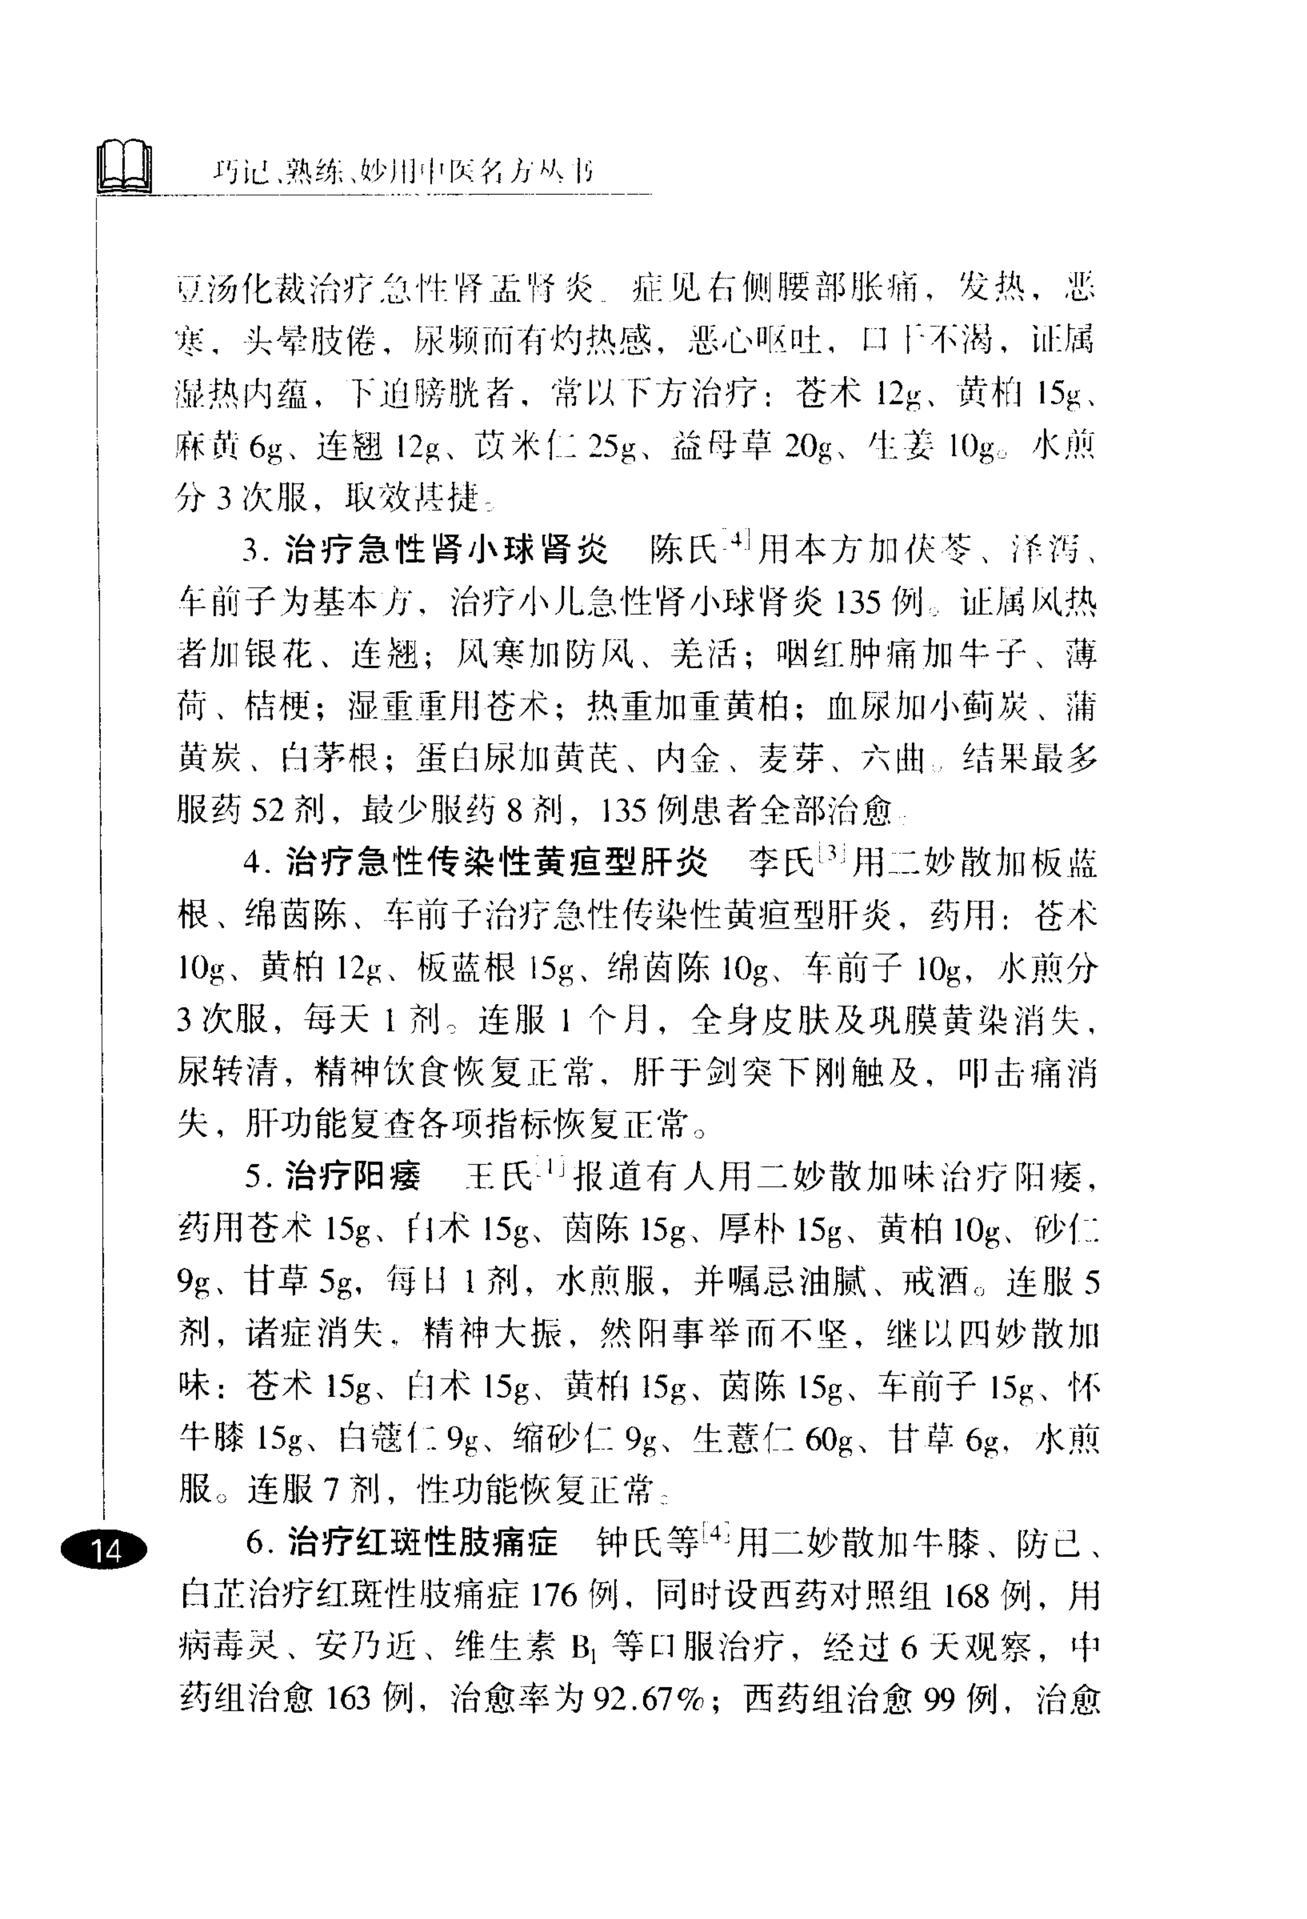 巧记、熟练、妙用中医名方丛书
豆汤化裁治疗急性肾盂肾炎。症见右侧腰部胀痛，发热，恶
寒，头晕肢倦，尿频而有灼热感，恶心呕吐，口干不渴，证属
湿热内蕴，下迫膀胱者，常以下方治疗：苍术 12g、黄柏 15g、
麻黄 6g、连翘 12g、苡米仁 25g、益母草 20g、生姜 10g。水煎
分 3 次服，取效甚捷。
3. 治疗急性肾小球肾炎　陈氏[4]用本方加茯苓、泽泻、
车前子为基本方，治疗小儿急性肾小球肾炎 135 例。证属风热
者加银花、连翘；风寒加防风、羌活；咽红肿痛加牛子、薄
荷、桔梗；湿重重用苍术；热重加重黄柏；血尿加小蓟炭、蒲
黄炭、白茅根；蛋白尿加黄芪、内金、麦芽、六曲。结果最多
服药 52 剂，最少服药 8 剂，135 例患者全部治愈。
4. 治疗急性传染性黄疸型肝炎　李氏[3]用二妙散加板蓝
根、绵茵陈、车前子治疗急性传染性黄疸型肝炎，药用：苍术
10g、黄柏 12g、板蓝根 15g、绵茵陈 10g、车前子 10g，水煎分
3 次服，每天 1 剂。连服 1 个月，全身皮肤及巩膜黄染消失，
尿转清，精神饮食恢复正常，肝于剑突下刚触及，叩击痛消
失，肝功能复查各项指标恢复正常。
5. 治疗阳痿　王氏[1]报道有人用二妙散加味治疗阳痿，
药用苍术 15g、白术 15g、茵陈 15g、厚朴 15g、黄柏 10g、砂仁
9g、甘草 5g，每日 1 剂，水煎服，并嘱忌油腻、戒酒。连服 5
剂，诸症消失，精神大振，然阳事举而不坚，继以四妙散加
味：苍术 15g、白术 15g、黄柏 15g、茵陈 15g、车前子 15g、怀
牛膝 15g、白蔻仁 9g、缩砂仁 9g、生薏仁 60g、甘草 6g，水煎
服。连服 7 剂，性功能恢复正常。
6. 治疗红斑性肢痛症　钟氏等[4]用二妙散加牛膝、防己、
白芷治疗红斑性肢痛症 176 例，同时设西药对照组 168 例，用
病毒灵、安乃近、维生素 B₁ 等口服治疗，经过 6 天观察，中
药组治愈 163 例，治愈率为 92.67%；西药组治愈 99 例，治愈
14